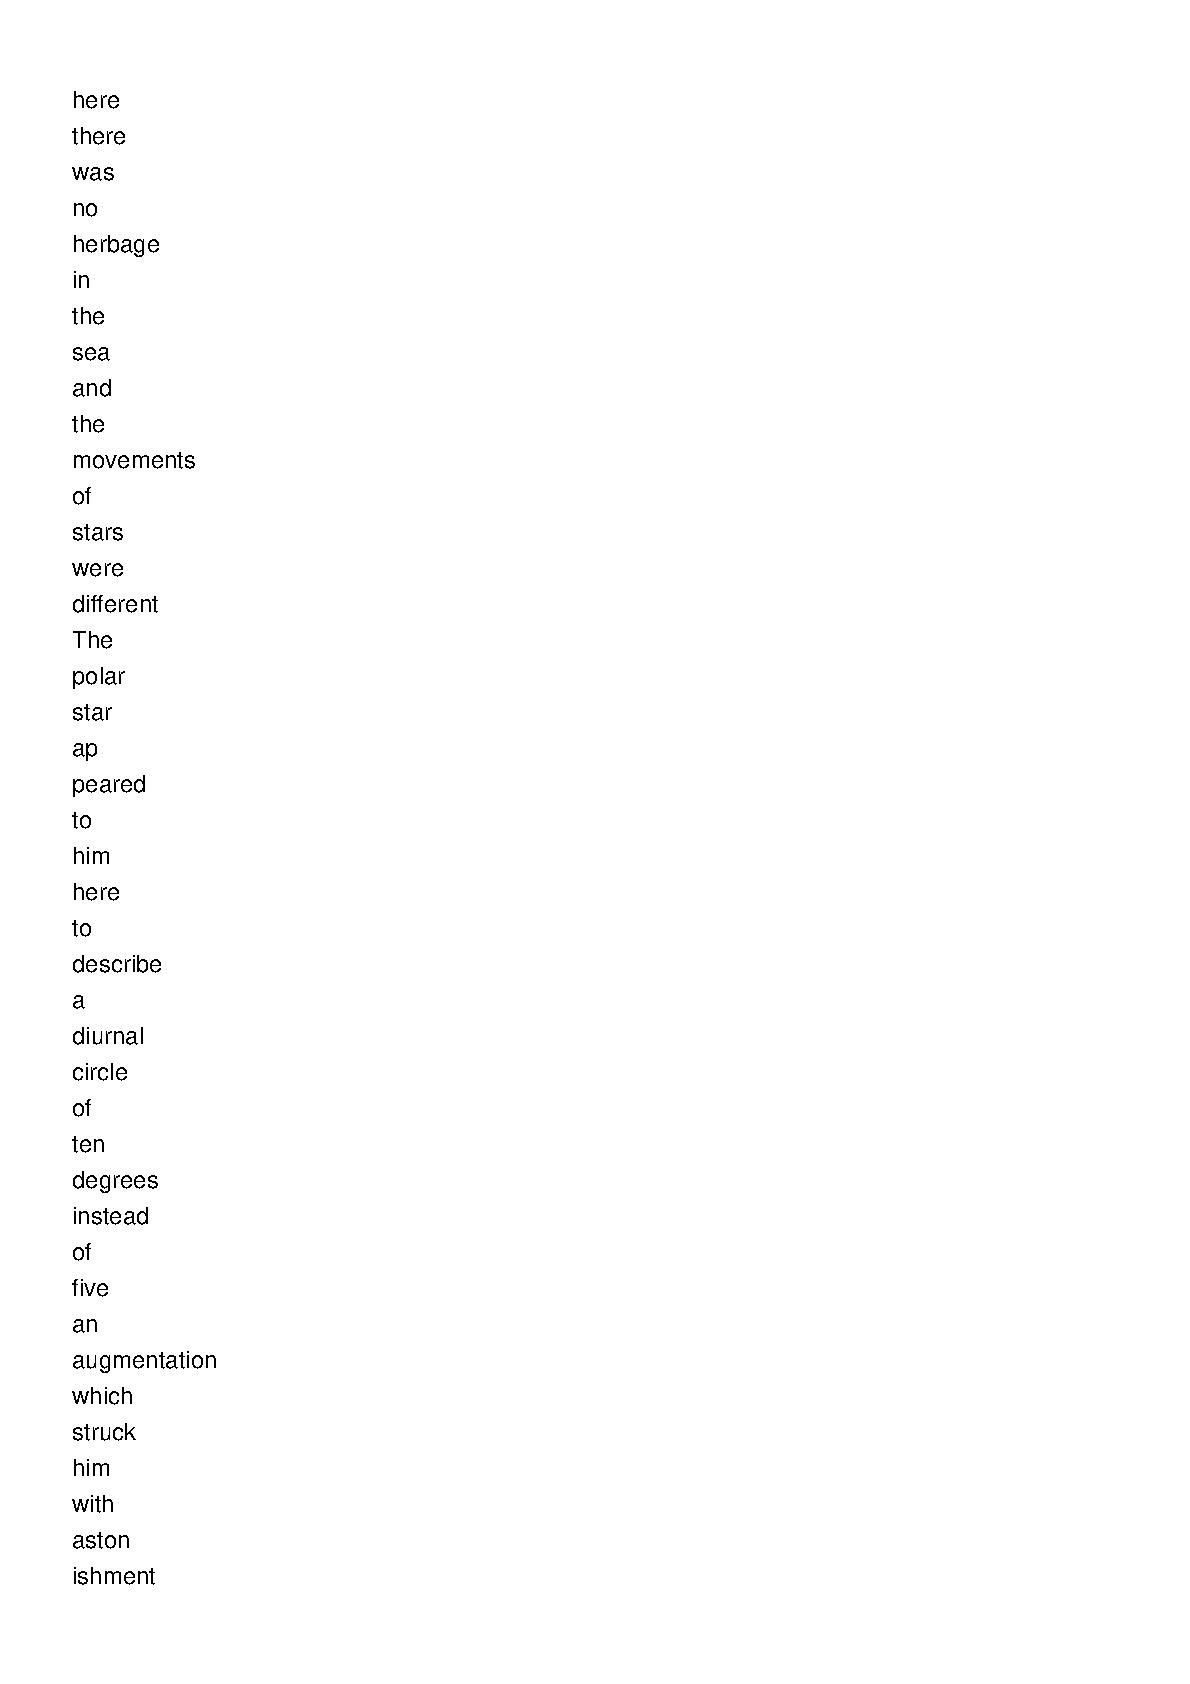 here
there
was
no
herbage
in
the
sea
and
the
movements
of
stars
were
different
The
polar
star
ap
peared
to
him
here
to
describe
a
diurnal
circle
of
ten
degrees
instead
of
five
an
augmentation
which
struck
him
with
aston
ishment